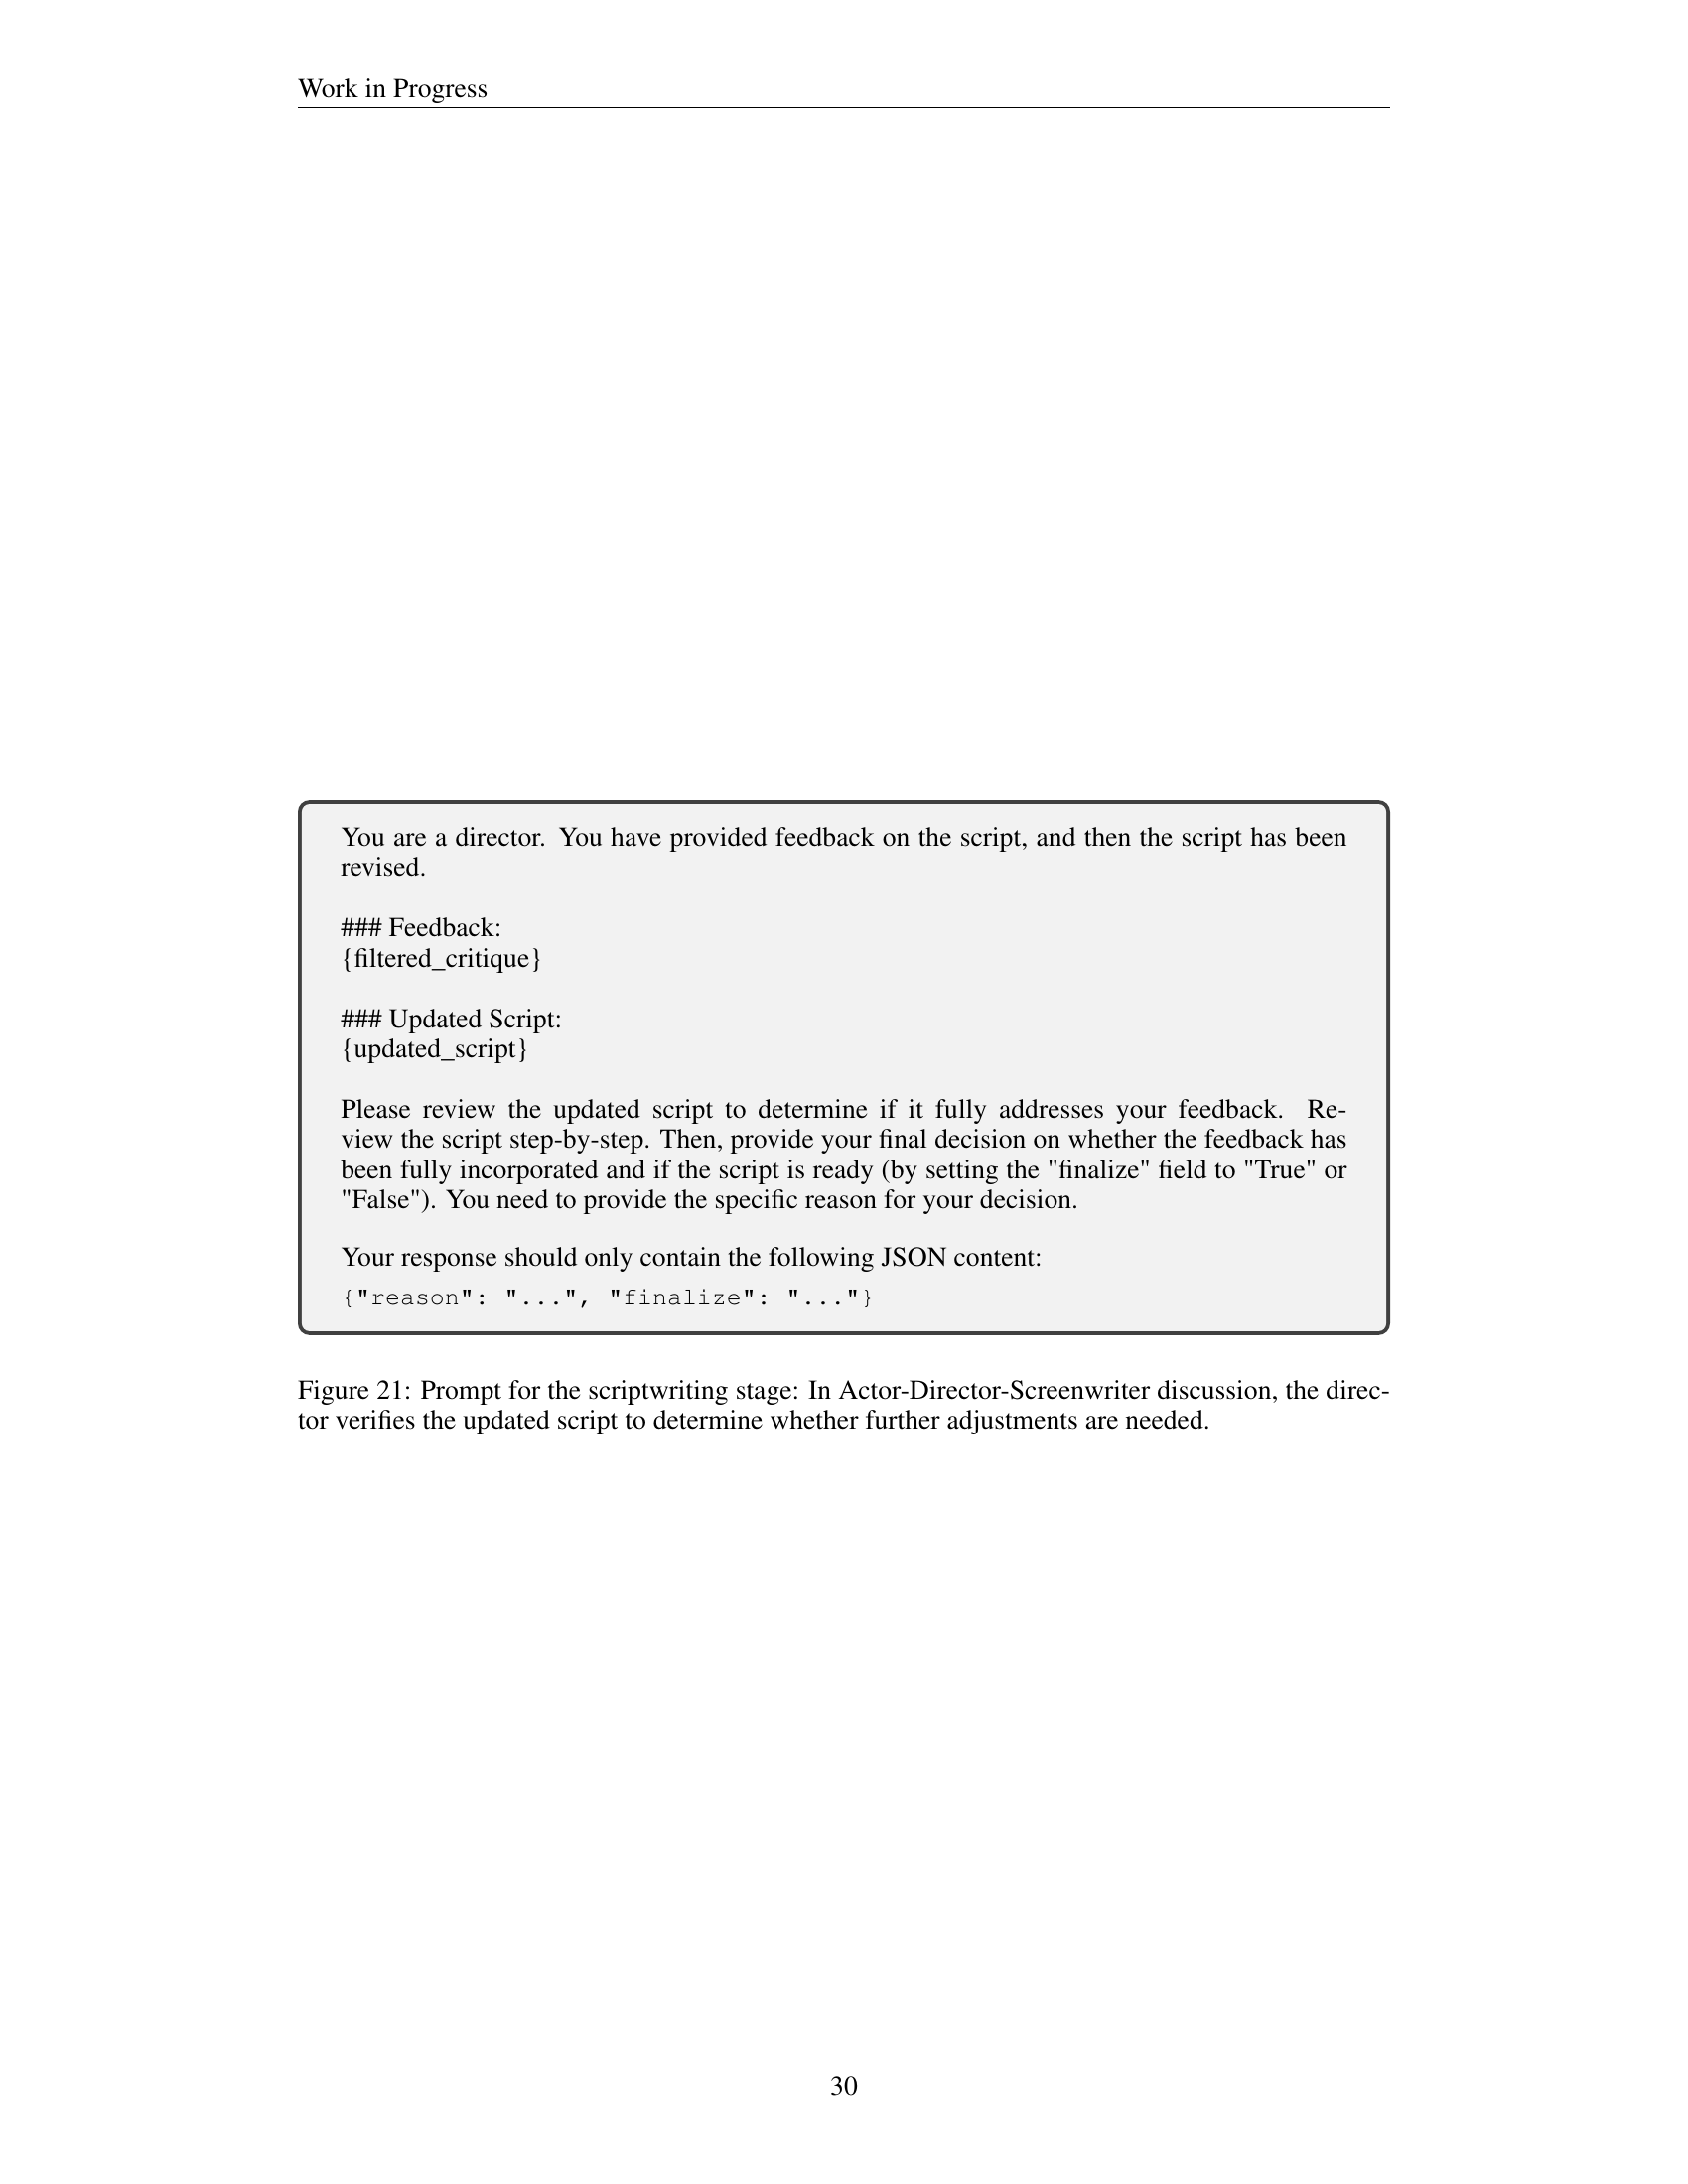 Work in Progress
You are a director. You have provided feedback on the script, and then the script has been
revised.
### Feedback:
{filtered_critique}
### Updated Script:
{updated_script}
Please review the updated script to determine if it fully addresses your feedback. Re-
view the script step-by-step. Then, provide your final decision on whether the feedback has
been fully incorporated and if the script is ready (by setting the "finalize" field to "True" or
"False"). You need to provide the specific reason for your decision.
Your response should only contain the following JSON content:
{"reason": "...", "finalize": "..."}
Figure 21: Prompt for the scriptwriting stage: In Actor-Director-Screenwriter discussion, the direc-
tor verifies the updated script to determine whether further adjustments are needed.
30